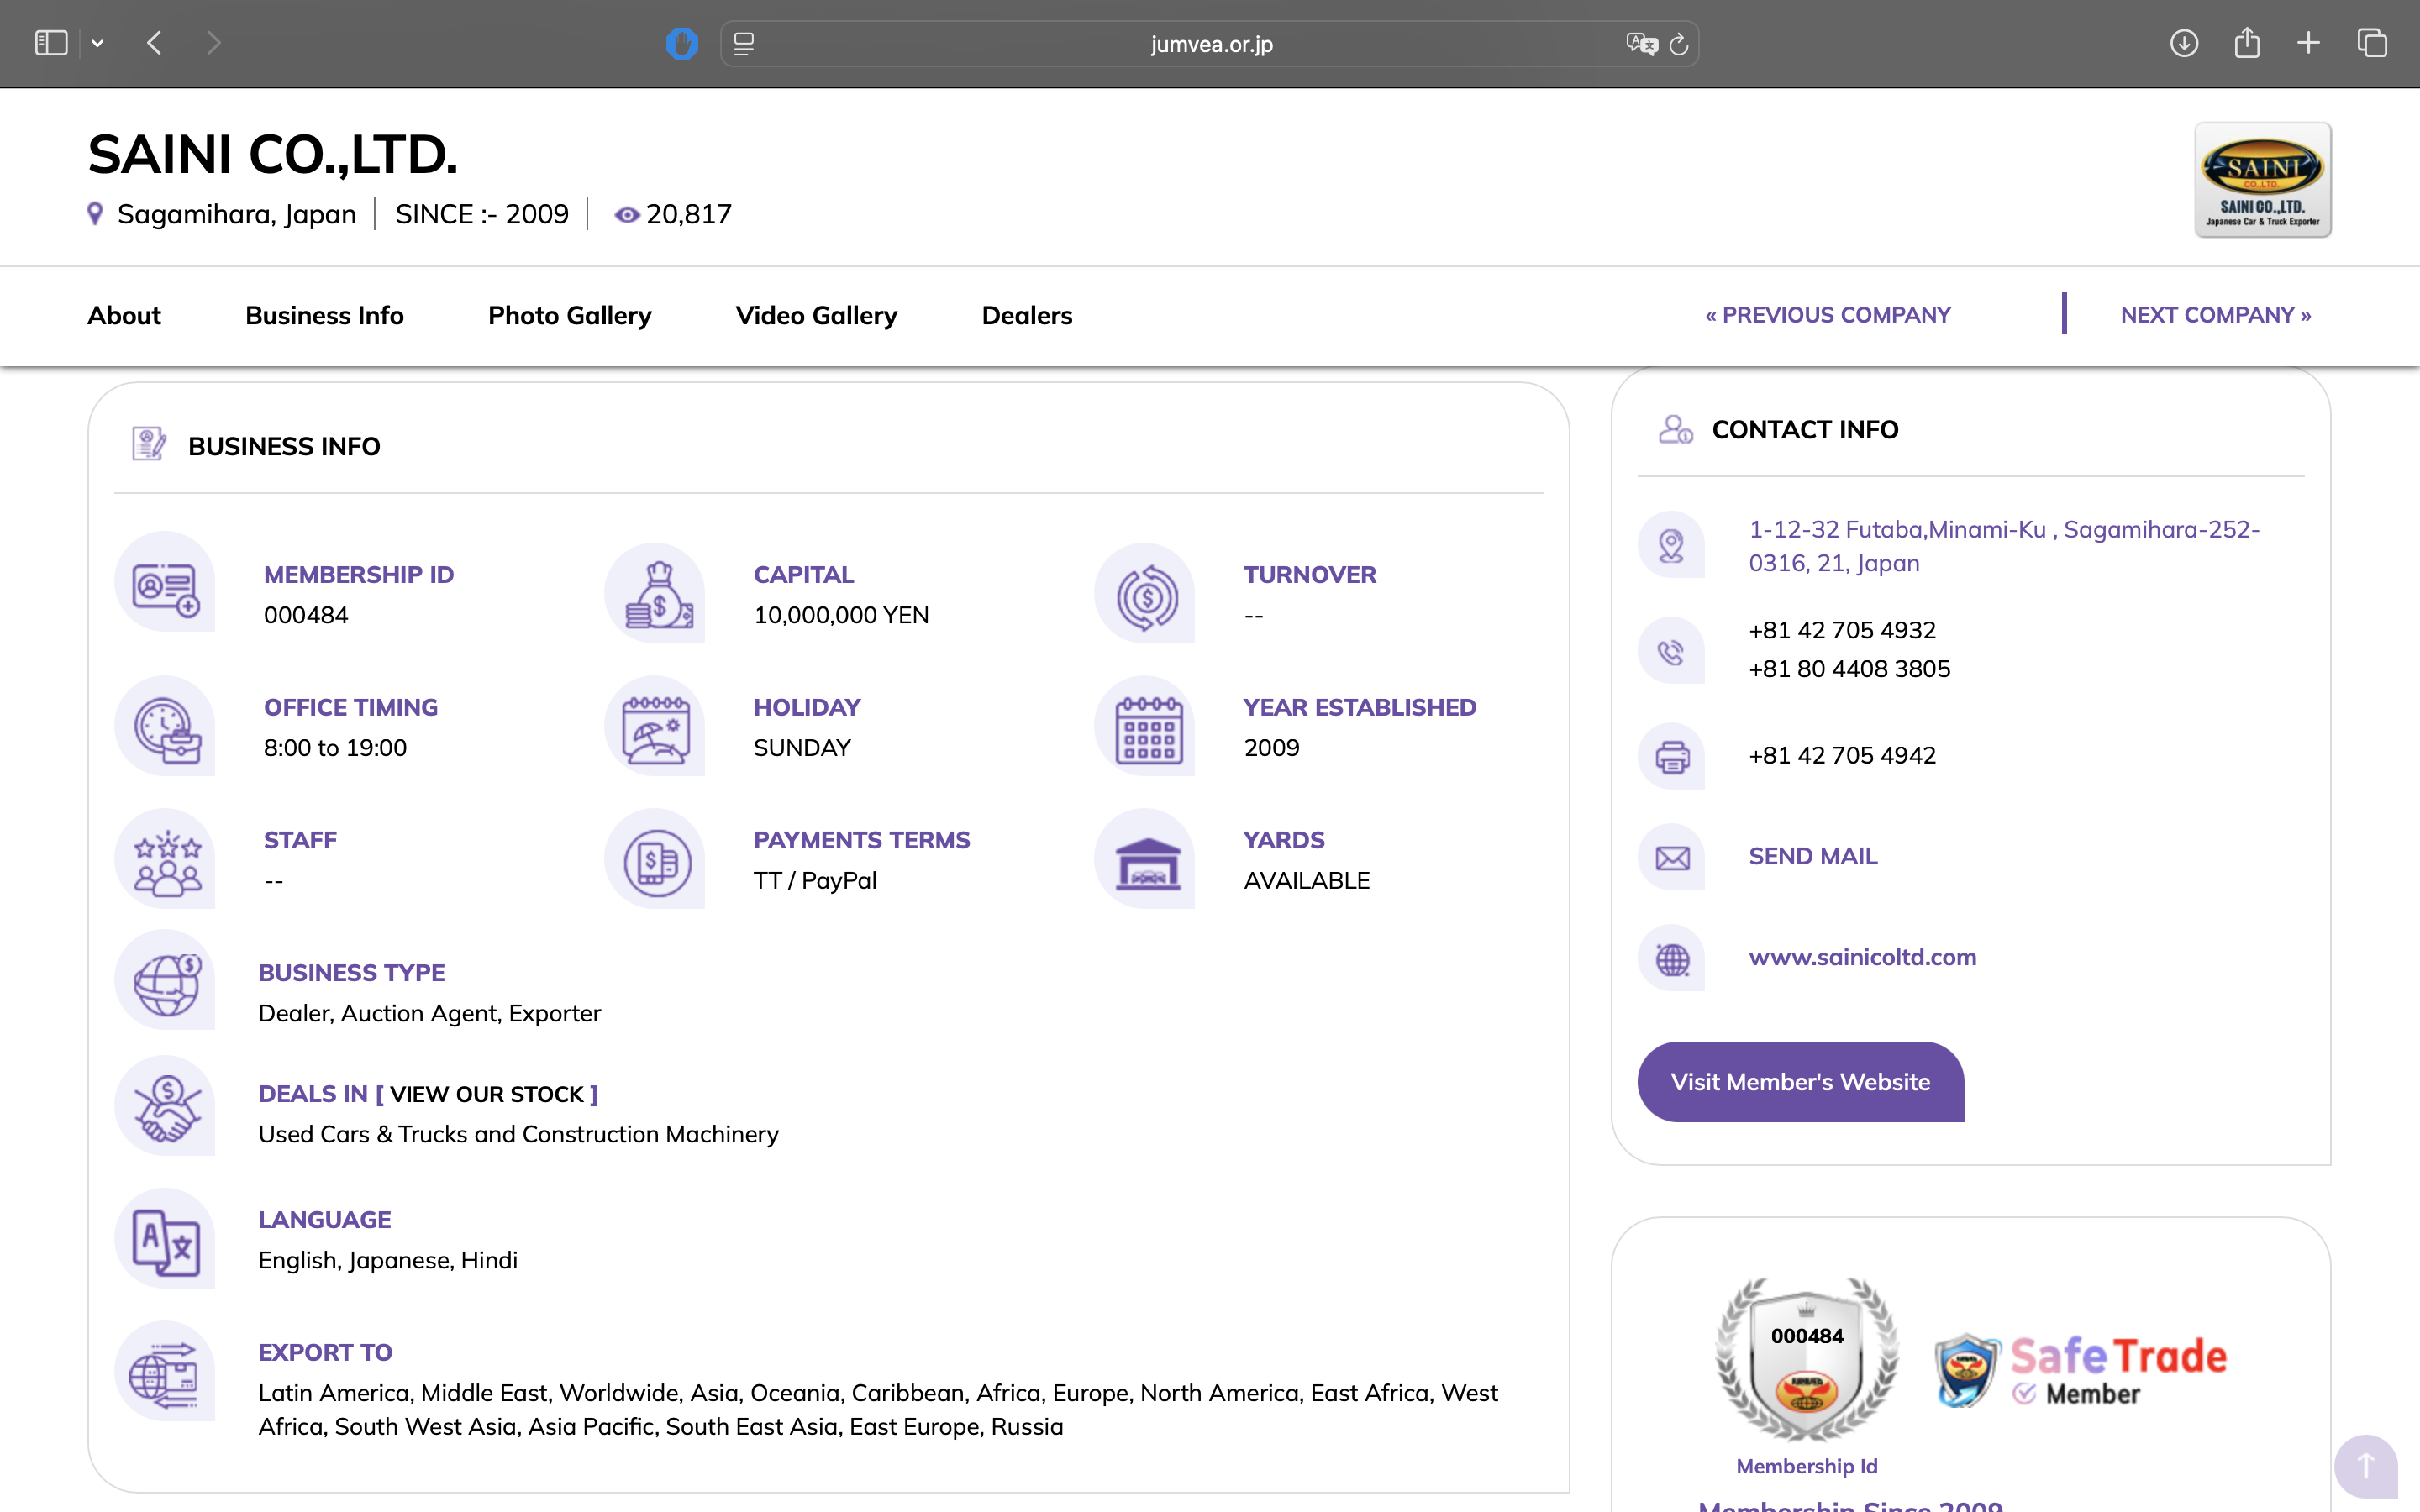 jumvea.or.jp
SAINI CO.,LTD.
Sagamihara, Japan
SINCE :- 2009
20,817
SAINI
CO.,LTD.
SAINI CO.,LTD.
Japanese Car & Truck Exporter
About
Business Info
Photo Gallery
Video Gallery
Dealers
« PREVIOUS COMPANY
NEXT COMPANY »
BUSINESS INFO
MEMBERSHIP ID
000484
CAPITAL
10,000,000 YEN
TURNOVER
--
OFFICE TIMING
8:00 to 19:00
HOLIDAY
SUNDAY
YEAR ESTABLISHED
2009
STAFF
--
PAYMENTS TERMS
TT / PayPal
YARDS
AVAILABLE
BUSINESS TYPE
Dealer, Auction Agent, Exporter
DEALS IN [ VIEW OUR STOCK ]
Used Cars & Trucks and Construction Machinery
LANGUAGE
English, Japanese, Hindi
EXPORT TO
Latin America, Middle East, Worldwide, Asia, Oceania, Caribbean, Africa, Europe, North America, East Africa, West
Africa, South West Asia, Asia Pacific, South East Asia, East Europe, Russia
CONTACT INFO
1-12-32 Futaba,Minami-Ku , Sagamihara-252-
0316, 21, Japan
+81 42 705 4932
+81 80 4408 3805
+81 42 705 4942
SEND MAIL
www.sainicoltd.com
Visit Member's Website
000484
JUMVEA
SafeTrade
Member
Membership Id
Membership Since 2009